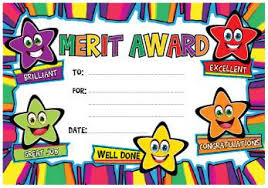 MERIT AWARD
BRILLIANT
EXCELLENT
TO:
FOR:
DATE:
GREAT JOB
WELL DONE
CONGRATULATIONS